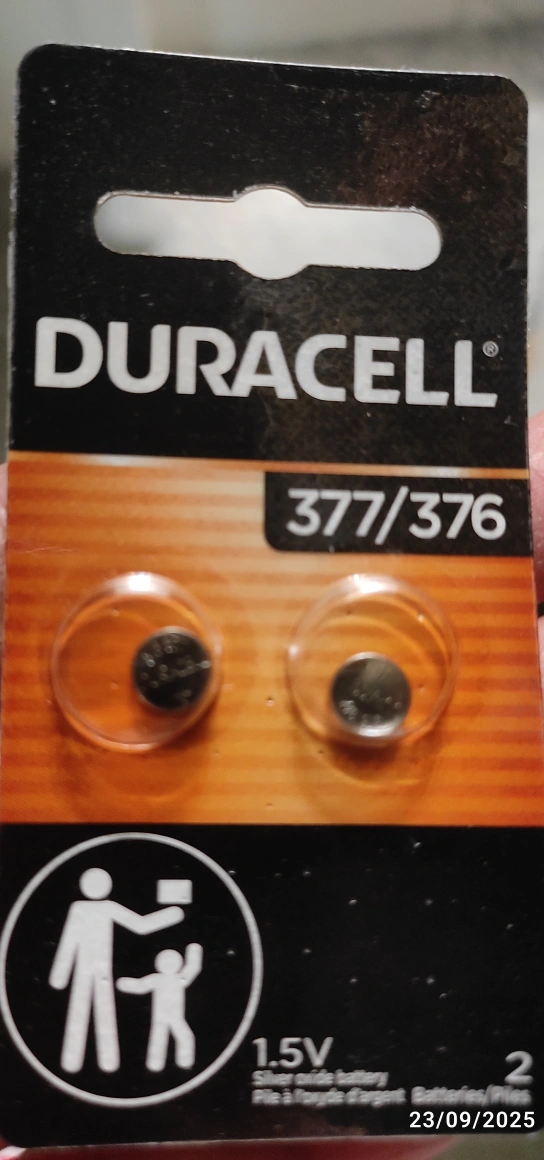 DURACELL®
377/376
1.5V
Silver oxide battery
Pile à l'oxyde d'argent
2
Batteries/Piles
23/09/2025